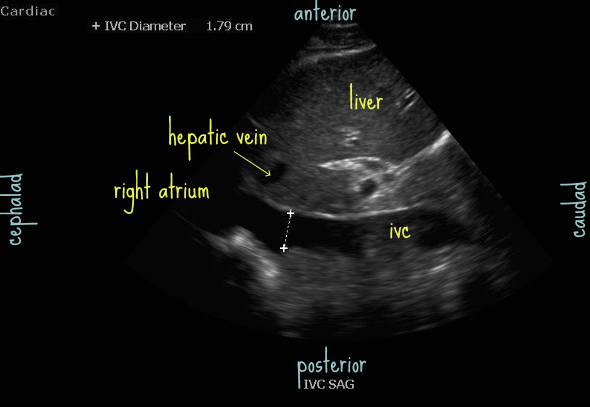 Cardiac
anterior
+ IVC Diameter 1.79 cm
liver
hepatic vein
right atrium
cephalad
caudad
ivc
posterior
IVC SAG